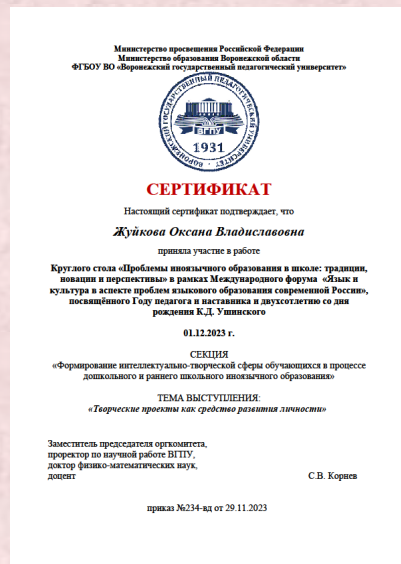 Министерство просвещения Российской Федерации
Министерство образования Воронежской области
ФГБОУ ВО «Воронежский государственный педагогический университет»
ВОРОНЕЖСКИЙ ГОСУДАРСТВЕННЫЙ ПЕДАГОГИЧЕСКИЙ УНИВЕРСИТЕТ
ВГПУ
1931
СЕРТИФИКАТ
Настоящий сертификат подтверждает, что
Жуйкова Оксана Владиславовна
приняла участие в работе
Круглого стола «Проблемы иноязычного образования в школе: традиции,
новации и перспективы» в рамках Международного форума «Язык и
культура в аспекте проблем языкового образования современной России»,
посвящённого Году педагога и наставника и двухсотлетию со дня
рождения К.Д. Ушинского
01.12.2023 г.
СЕКЦИЯ
«Формирование интеллектуально-творческой сферы обучающихся в процессе
дошкольного и раннего школьного иноязычного образования»
ТЕМА ВЫСТУПЛЕНИЯ:
«Творческие проекты как средство развития личности»
Заместитель председателя оргкомитета,
проректор по научной работе ВГПУ,
доктор физико-математических наук,
доцент С.В. Корнев
приказ №234-вд от 29.11.2023